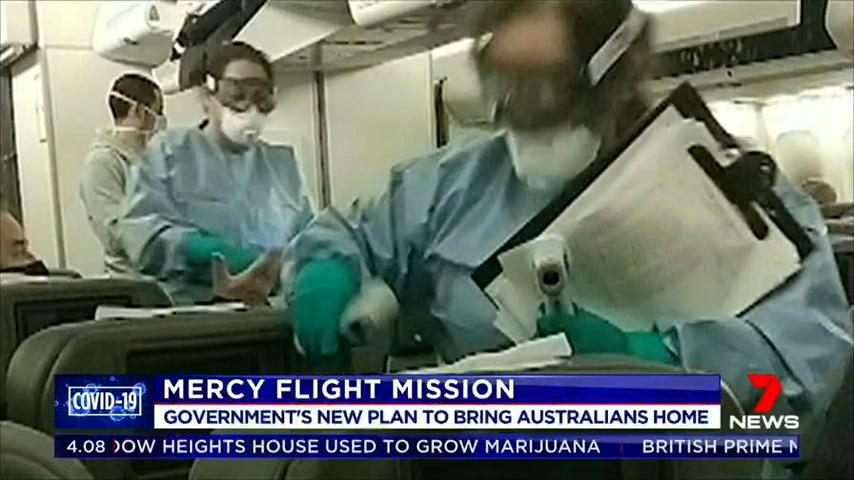 COVID-19
MERCY FLIGHT MISSION
GOVERNMENT'S NEW PLAN TO BRING AUSTRALIANS HOME
7
NEWS
4.08 OW HEIGHTS HOUSE USED TO GROW MARIJUANA BRITISH PRIME